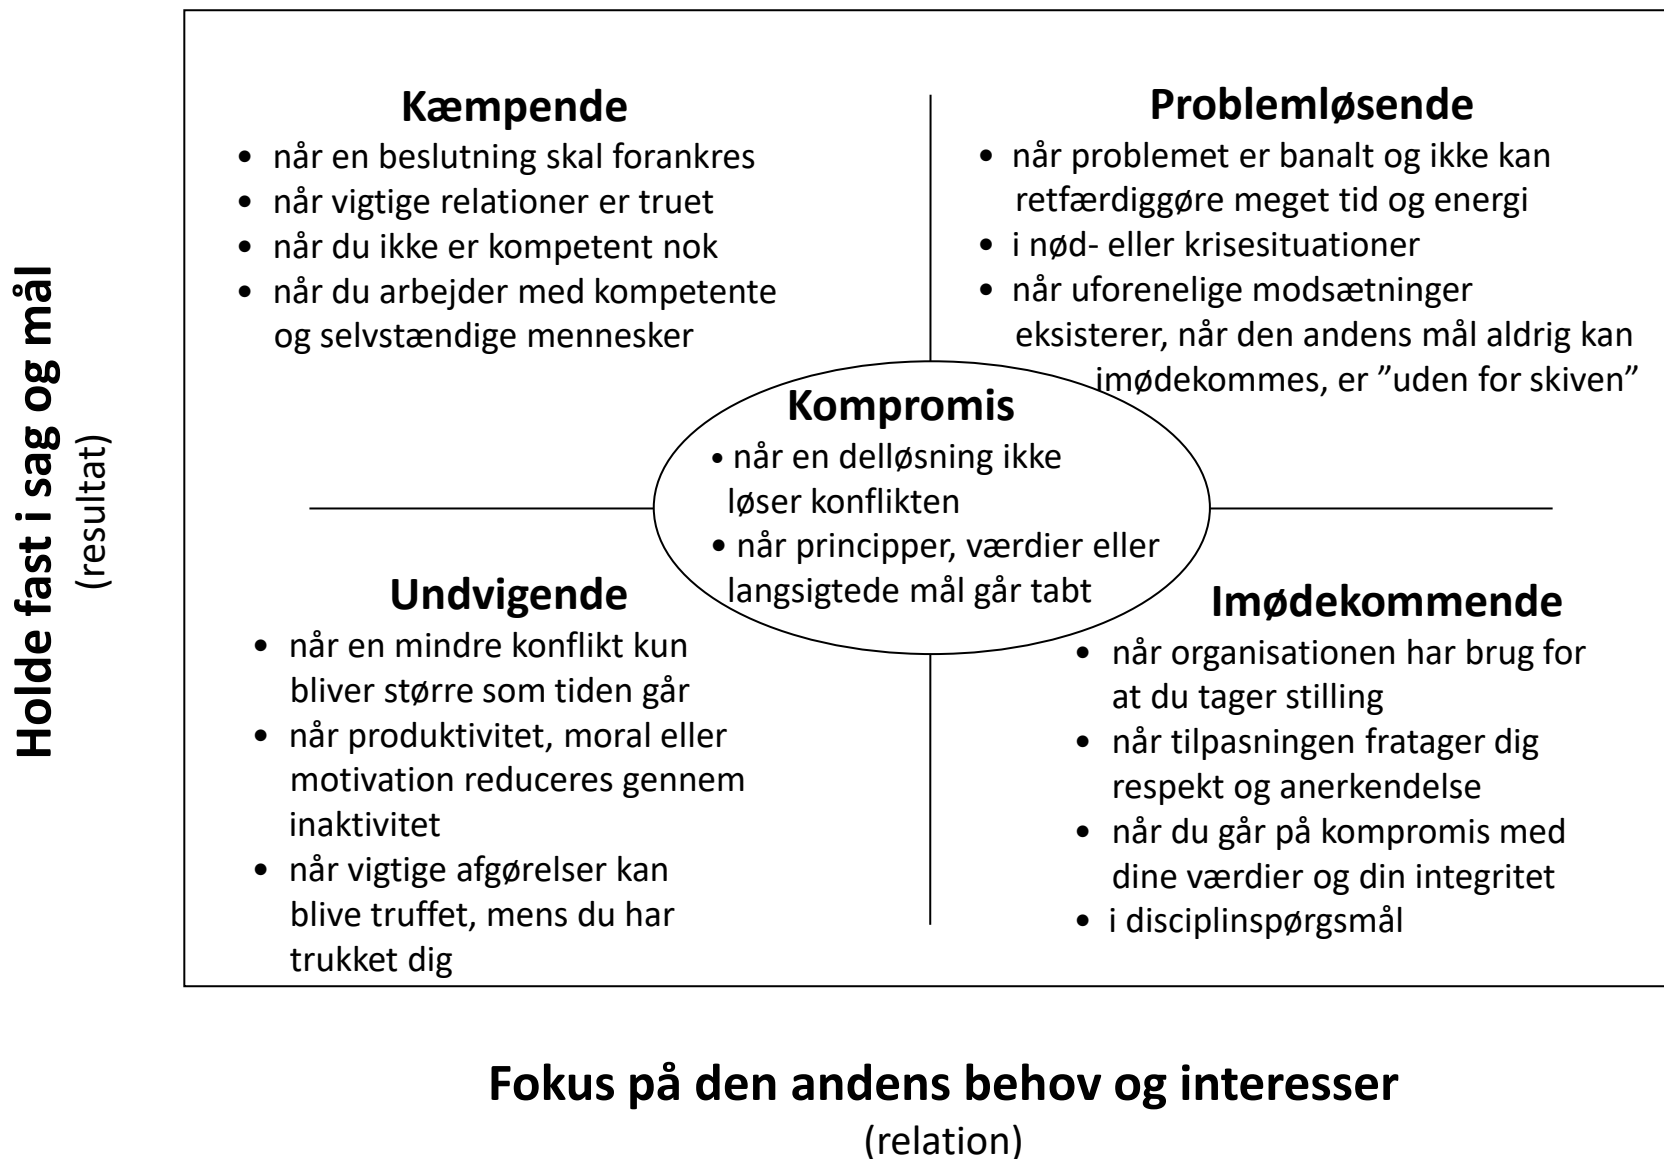 Holde fast i sag og mål
(resultat)
Kæmpende
• når en beslutning skal forankres
• når vigtige relationer er truet
• når du ikke er kompetent nok
• når du arbejder med kompetente
og selvstændige mennesker
Problemløsende
• når problemet er banalt og ikke kan
retfærdiggøre meget tid og energi
• i nød- eller krisesituationer
• når uforenelige modsætninger
eksisterer, når den andens mål aldrig kan
imødekommes, er ”uden for skiven”
Kompromis
• når en delløsning ikke
løser konflikten
• når principper, værdier eller
langsigtede mål går tabt
Undvigende
• når en mindre konflikt kun
bliver større som tiden går
• når produktivitet, moral eller
motivation reduceres gennem
inaktivitet
• når vigtige afgørelser kan
blive truffet, mens du har
trukket dig
Imødekommende
• når organisationen har brug for
at du tager stilling
• når tilpasningen fratager dig
respekt og anerkendelse
• når du går på kompromis med
dine værdier og din integritet
• i disciplinspørgsmål
Fokus på den andens behov og interesser
(relation)